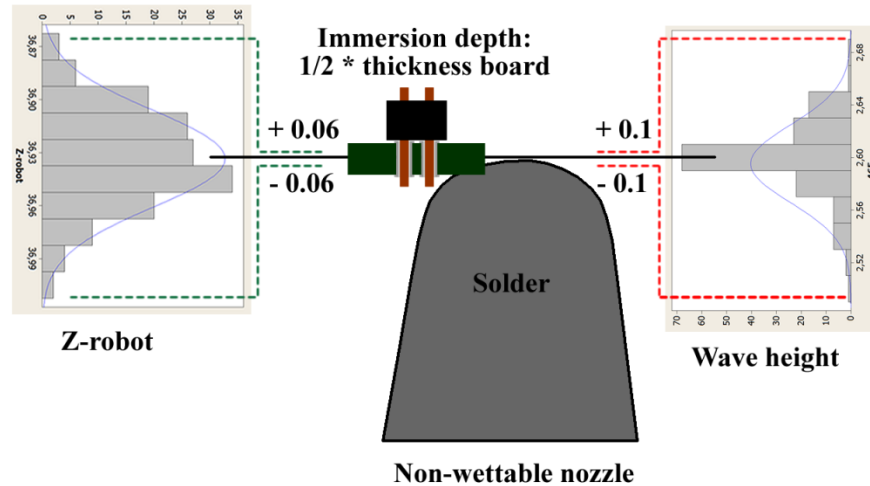 0 5 10 15 20 25 30 35
36,87
36,90
36,93
36,96
36,99
Z-robot
Z-robot
Immersion depth:
1/2 * thickness board
+ 0.06
- 0.06
+ 0.1
- 0.1
Solder
Non-wettable nozzle
2,68
2,64
2,60
2,56
2,52
70 60 50 40 30 20 10 0
Wave height